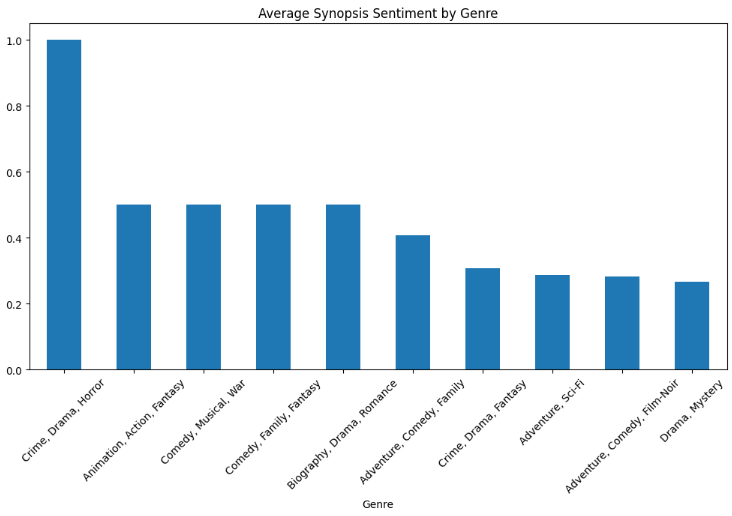 Average Synopsis Sentiment by Genre
1.0
0.8
0.6
0.4
0.2
0.0
Crime, Drama, Horror
Animation, Action, Fantasy
Comedy, Musical, War
Comedy, Family, Fantasy
Biography, Drama, Romance
Adventure, Comedy, Family
Crime, Drama, Fantasy
Adventure, Sci-Fi
Adventure, Comedy, Film-Noir
Drama, Mystery
Genre